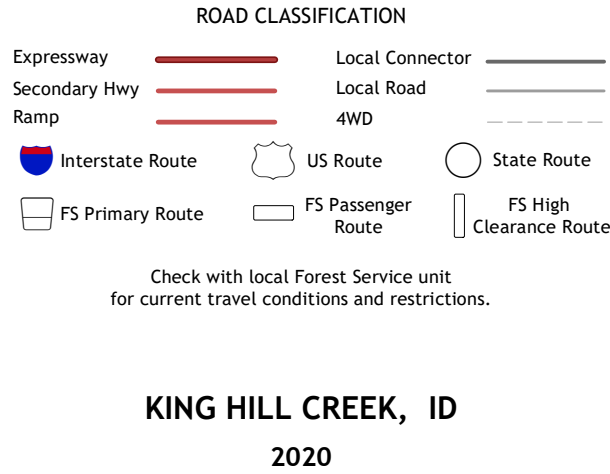 ROAD CLASSIFICATION
Expressway
Local Connector
Secondary Hwy
Local Road
Ramp
4WD
Interstate Route
US Route
State Route
FS Primary Route
FS Passenger
Route
FS High
Clearance Route
Check with local Forest Service unit
for current travel conditions and restrictions.
KING HILL CREEK, ID
2020